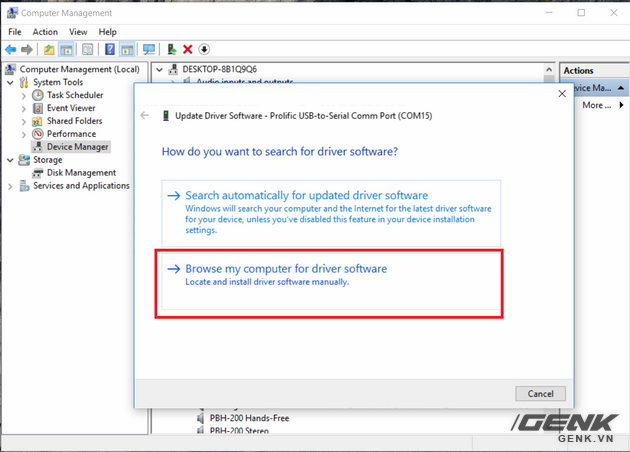 Computer Management
File Action View Help
Computer Management (Local)
System Tools
Task Scheduler
Event Viewer
Shared Folders
Performance
Device Manager
Storage
Disk Management
Services and Applications
DESKTOP-8B1Q9Q6
Audio inputs and outputs
Actions
Device Ma...
More ...
Update Driver Software - Prolific USB-to-Serial Comm Port (COM15)
How do you want to search for driver software?
Search automatically for updated driver software
Windows will search your computer and the Internet for the latest driver software
for your device, unless you've disabled this feature in your device installation
settings.
Browse my computer for driver software
Locate and install driver software manually.
Cancel
PBH-200 Hands-Free
PBH-200 Stereo
GENK
GENK.VN